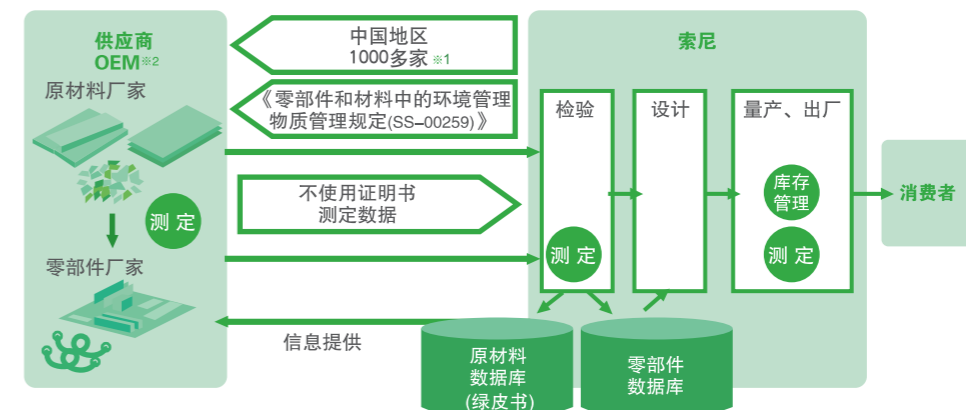 供应商
OEM※2
原材料厂家
测 定
零部件厂家
中国地区
1000多家 ※1
《零部件和材料中的环境管理
物质管理规定(SS–00259)》
不使用证明书
测定数据
信息提供
索尼
检验
测 定
设计
量产、出厂
库存
管理
测 定
消费者
原材料
数据库
(绿皮书)
零部件
数据库